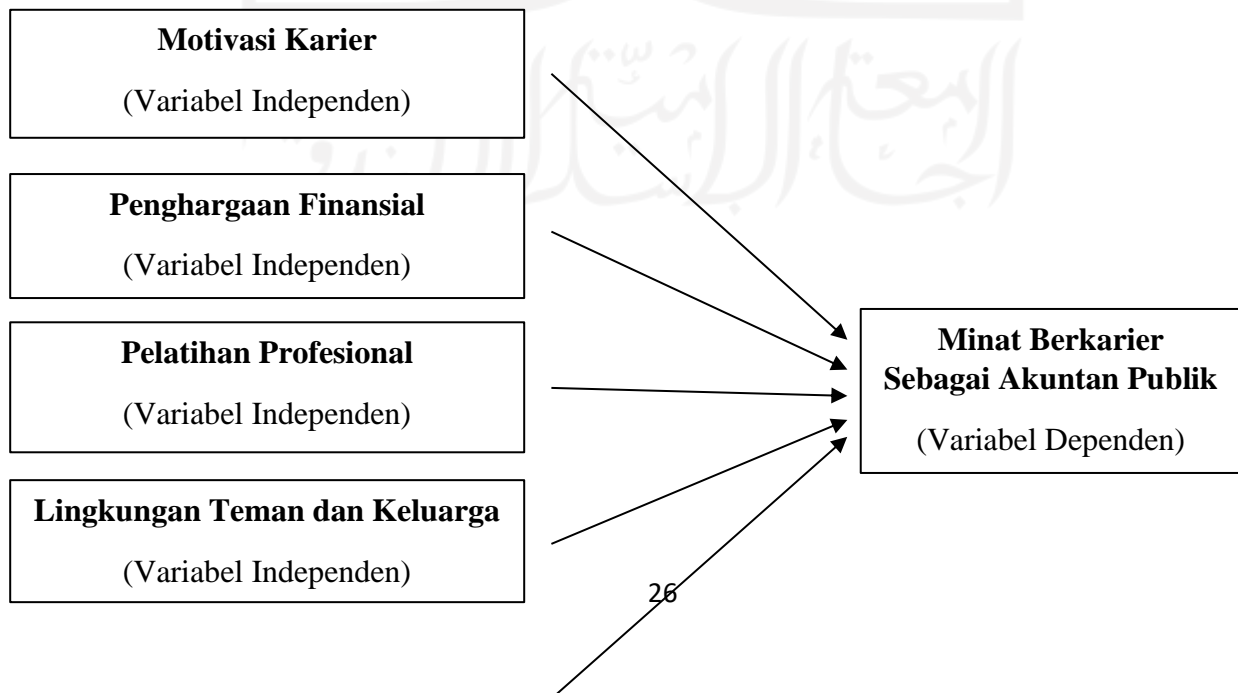 Motivasi Karier
(Variabel Independen)
Penghargaan Finansial
(Variabel Independen)
Pelatihan Profesional
(Variabel Independen)
Lingkungan Teman dan Keluarga
(Variabel Independen)
Minat Berkarier
Sebagai Akuntan Publik
(Variabel Dependen)
26